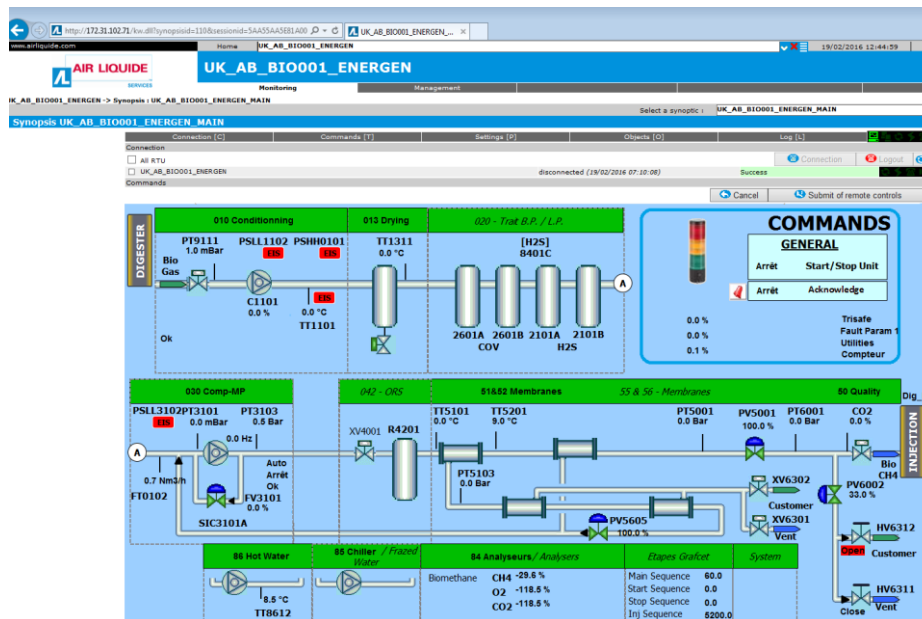 http://172.31.102.71/kw.dll?synopsisid=110&sessionid=5AA55AA5EB1A00
UK_AB_BIO001_ENERGEN_...
www.airliquide.com Home UK_AB_BIO001_ENERGEN 19/02/2016 12:44:59
AIR LIQUIDE
SERVICES
UK_AB_BIO001_ENERGEN
Monitoring Management
UK_AB_BIO001_ENERGEN -> Synopsis : UK_AB_BIO001_ENERGEN_MAIN
Select a synoptic : UK_AB_BIO001_ENERGEN_MAIN
Synopsis UK_AB_BIO001_ENERGEN_MAIN
Connection [C] Commands [T] Settings [P] Objects [O] Log [L]
Connection
All RTU Connection Logout
UK_AB_BIO001_ENERGEN disconnected (19/02/2016 07:10:08) Success
Commands
Cancel Submit of remote controls
DIGESTER
010 Conditionning 013 Drying 020 - Trait B.P. / L.P.
PT9111 PSLL1102 PSHH0101 TT1311 [H2S]
1.0 mBar EIS EIS 0.0 °C 8401C
Bio
Gas
A
C1101 EIS
0.0 % 0.0 °C
TT1101
Ok
2601A 2601B 2101A 2101B
COV H2S
COMMANDS
GENERAL
Arrêt Start/Stop Unit
Arrêt Acknowledge
0.0 % Trisafe
0.0 % Fault Param 1
Utilities
0.1 % Compteur
030 Comp-MP 042 - ORS 51&52 Membranes 55 & 56 - Membranes 50 Quality Dig_
PSLL3102 PT3101 PT3103 TT5101 TT5201 PT5001 PV5001 PT6001 CO2
EIS 0.0 mBar 0.5 Bar 0.0 °C 9.0 °C 0.0 Bar 100.0 % 0.0 Bar 0.0 %
INJECTION
0.0 Hz XV4001 R4201
A
Auto
Arrêt
Ok
0.7 Nm3/h
FT0102
FV3101
0.0 %
SIC3101A
PT5103
0.0 Bar
Bio
CH4
XV6302
Customer
PV6002
33.0 %
XV6301
Vent
PV5605
100.0 %
HV6312
Open Customer
86 Hot Water 85 Chiller / Frazed Water 84 Analyseurs/ Analysers Etapes Grafcet System
8.5 °C
TT8612
Biomethane CH4 -29.6 %
O2 -118.5 %
CO2 -118.5 %
Main Sequence 60.0
Start Sequence 0.0
Stop Sequence 0.0
Inj Sequence 5200.0
HV6311
Close Vent